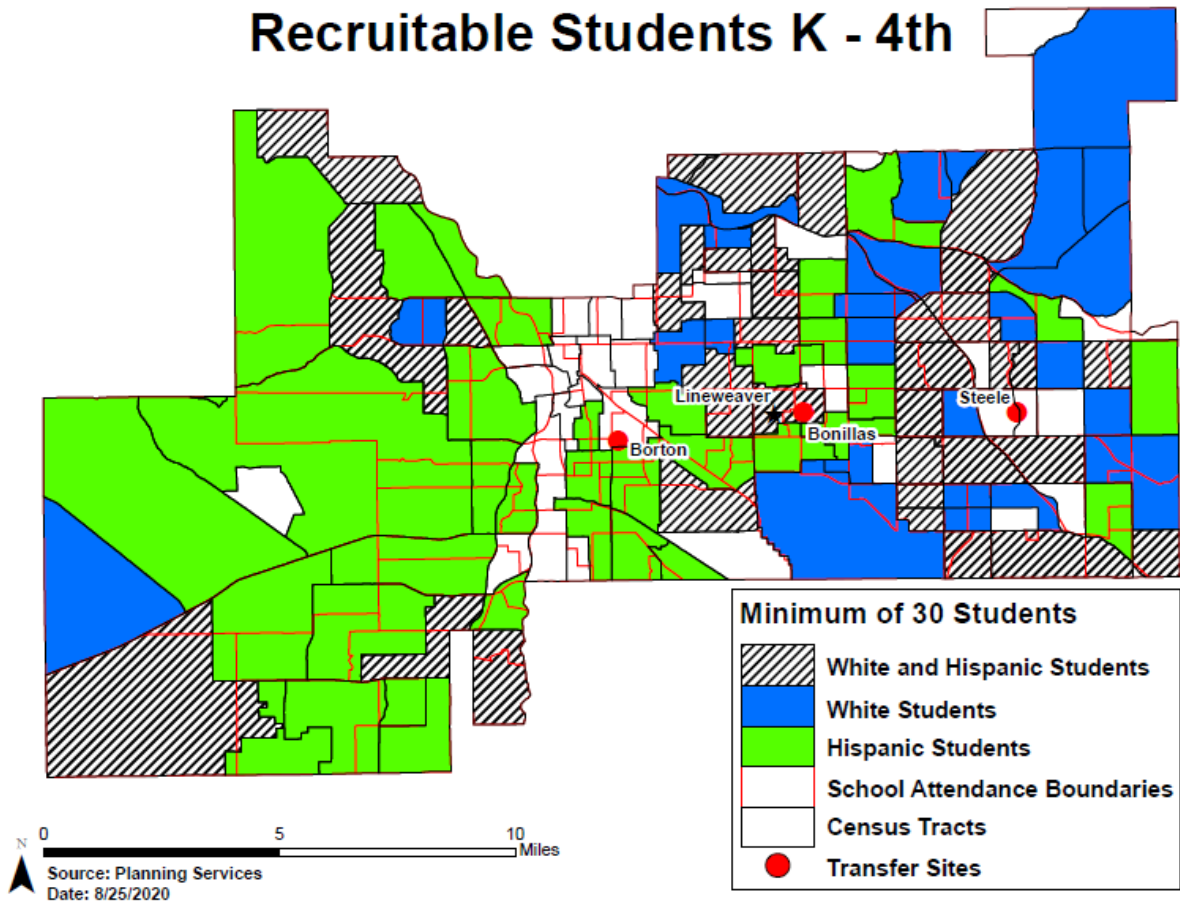 Recruitable Students K - 4th
Lineweaver
Steele
Bonillas
Borton
Minimum of 30 Students
White and Hispanic Students
White Students
Hispanic Students
School Attendance Boundaries
Census Tracts
Transfer Sites
N
0 5 10
Miles
Source: Planning Services
Date: 8/25/2020